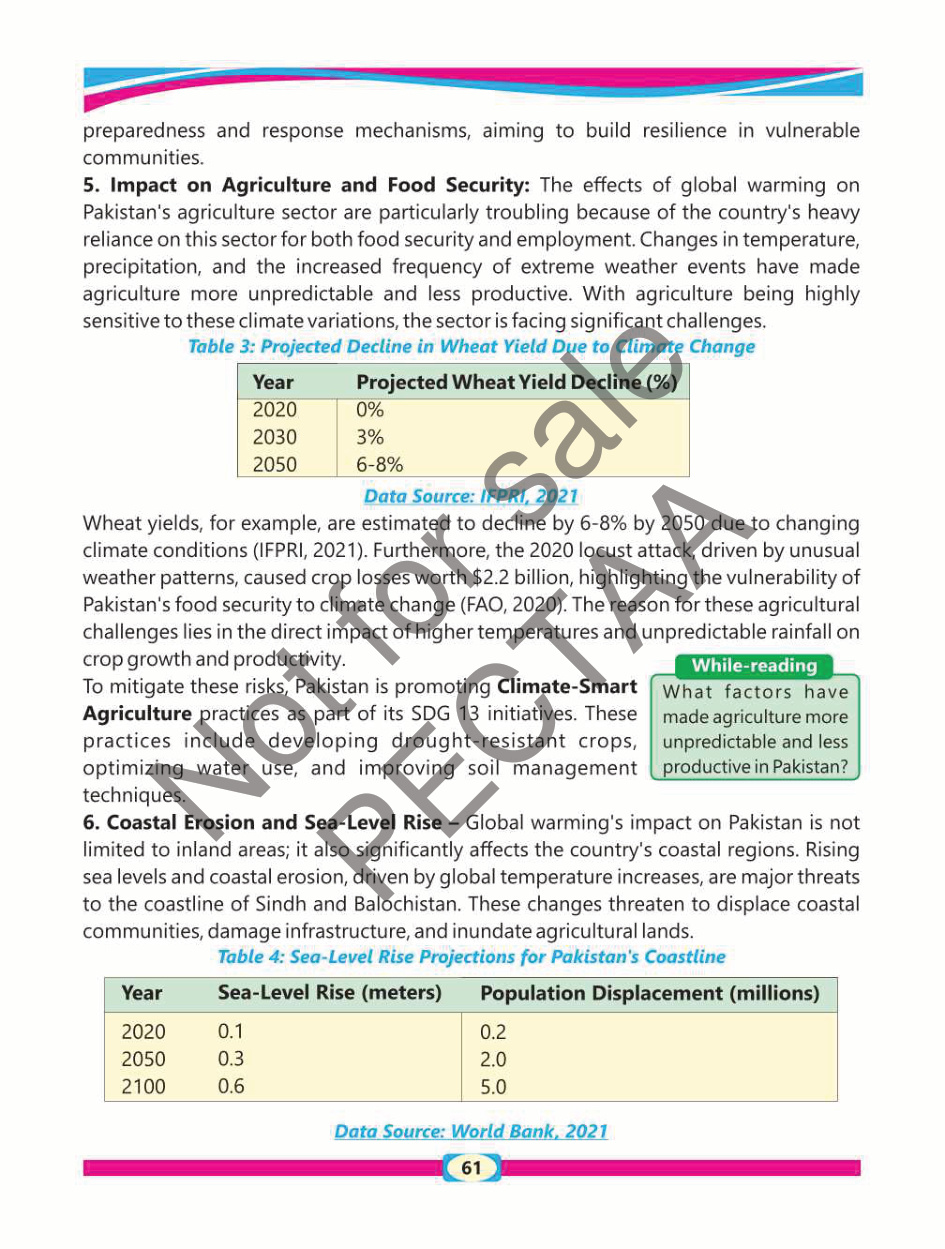 preparedness and response mechanisms, aiming to build resilience in vulnerable
communities.
5. Impact on Agriculture and Food Security: The effects of global warming on
Pakistan's agriculture sector are particularly troubling because of the country's heavy
reliance on this sector for both food security and employment. Changes in temperature,
precipitation, and the increased frequency of extreme weather events have made
agriculture more unpredictable and less productive. With agriculture being highly
sensitive to these climate variations, the sector is facing significant challenges.
Table 3: Projected Decline in Wheat Yield Due to Climate Change
Year Projected Wheat Yield Decline (%)
2020 0%
2030 3%
2050 6-8%
Data Source: IFPRI, 2021
Wheat yields, for example, are estimated to decline by 6-8% by 2050 due to changing
climate conditions (IFPRI, 2021). Furthermore, the 2020 locust attack, driven by unusual
weather patterns, caused crop losses worth $2.2 billion, highlighting the vulnerability of
Pakistan's food security to climate change (FAO, 2020). The reason for these agricultural
challenges lies in the direct impact of higher temperatures and unpredictable rainfall on
crop growth and productivity.
To mitigate these risks, Pakistan is promoting Climate-Smart
Agriculture practices as part of its SDG 13 initiatives. These
practices include developing drought-resistant crops,
optimizing water use, and improving soil management
techniques.
While-reading
What factors have
made agriculture more
unpredictable and less
productive in Pakistan?
6. Coastal Erosion and Sea-Level Rise – Global warming's impact on Pakistan is not
limited to inland areas; it also significantly affects the country's coastal regions. Rising
sea levels and coastal erosion, driven by global temperature increases, are major threats
to the coastline of Sindh and Balochistan. These changes threaten to displace coastal
communities, damage infrastructure, and inundate agricultural lands.
Table 4: Sea-Level Rise Projections for Pakistan's Coastline
Year Sea-Level Rise (meters) Population Displacement (millions)
2020 0.1 0.2
2050 0.3 2.0
2100 0.6 5.0
Data Source: World Bank, 2021
61
Not for sale
PECTAA